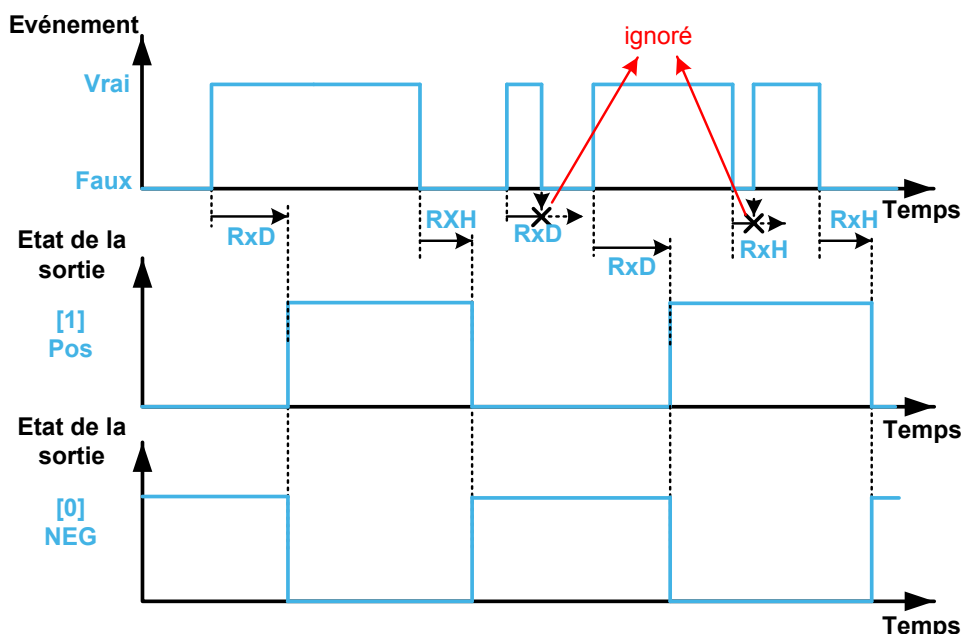 Evénement
ignoré
Vrai
Faux
Temps
RxD
RXH
RxD
RxD
RxH
RxH
Etat de la
sortie
[1]
Pos
Temps
Etat de la
sortie
[0]
NEG
Temps